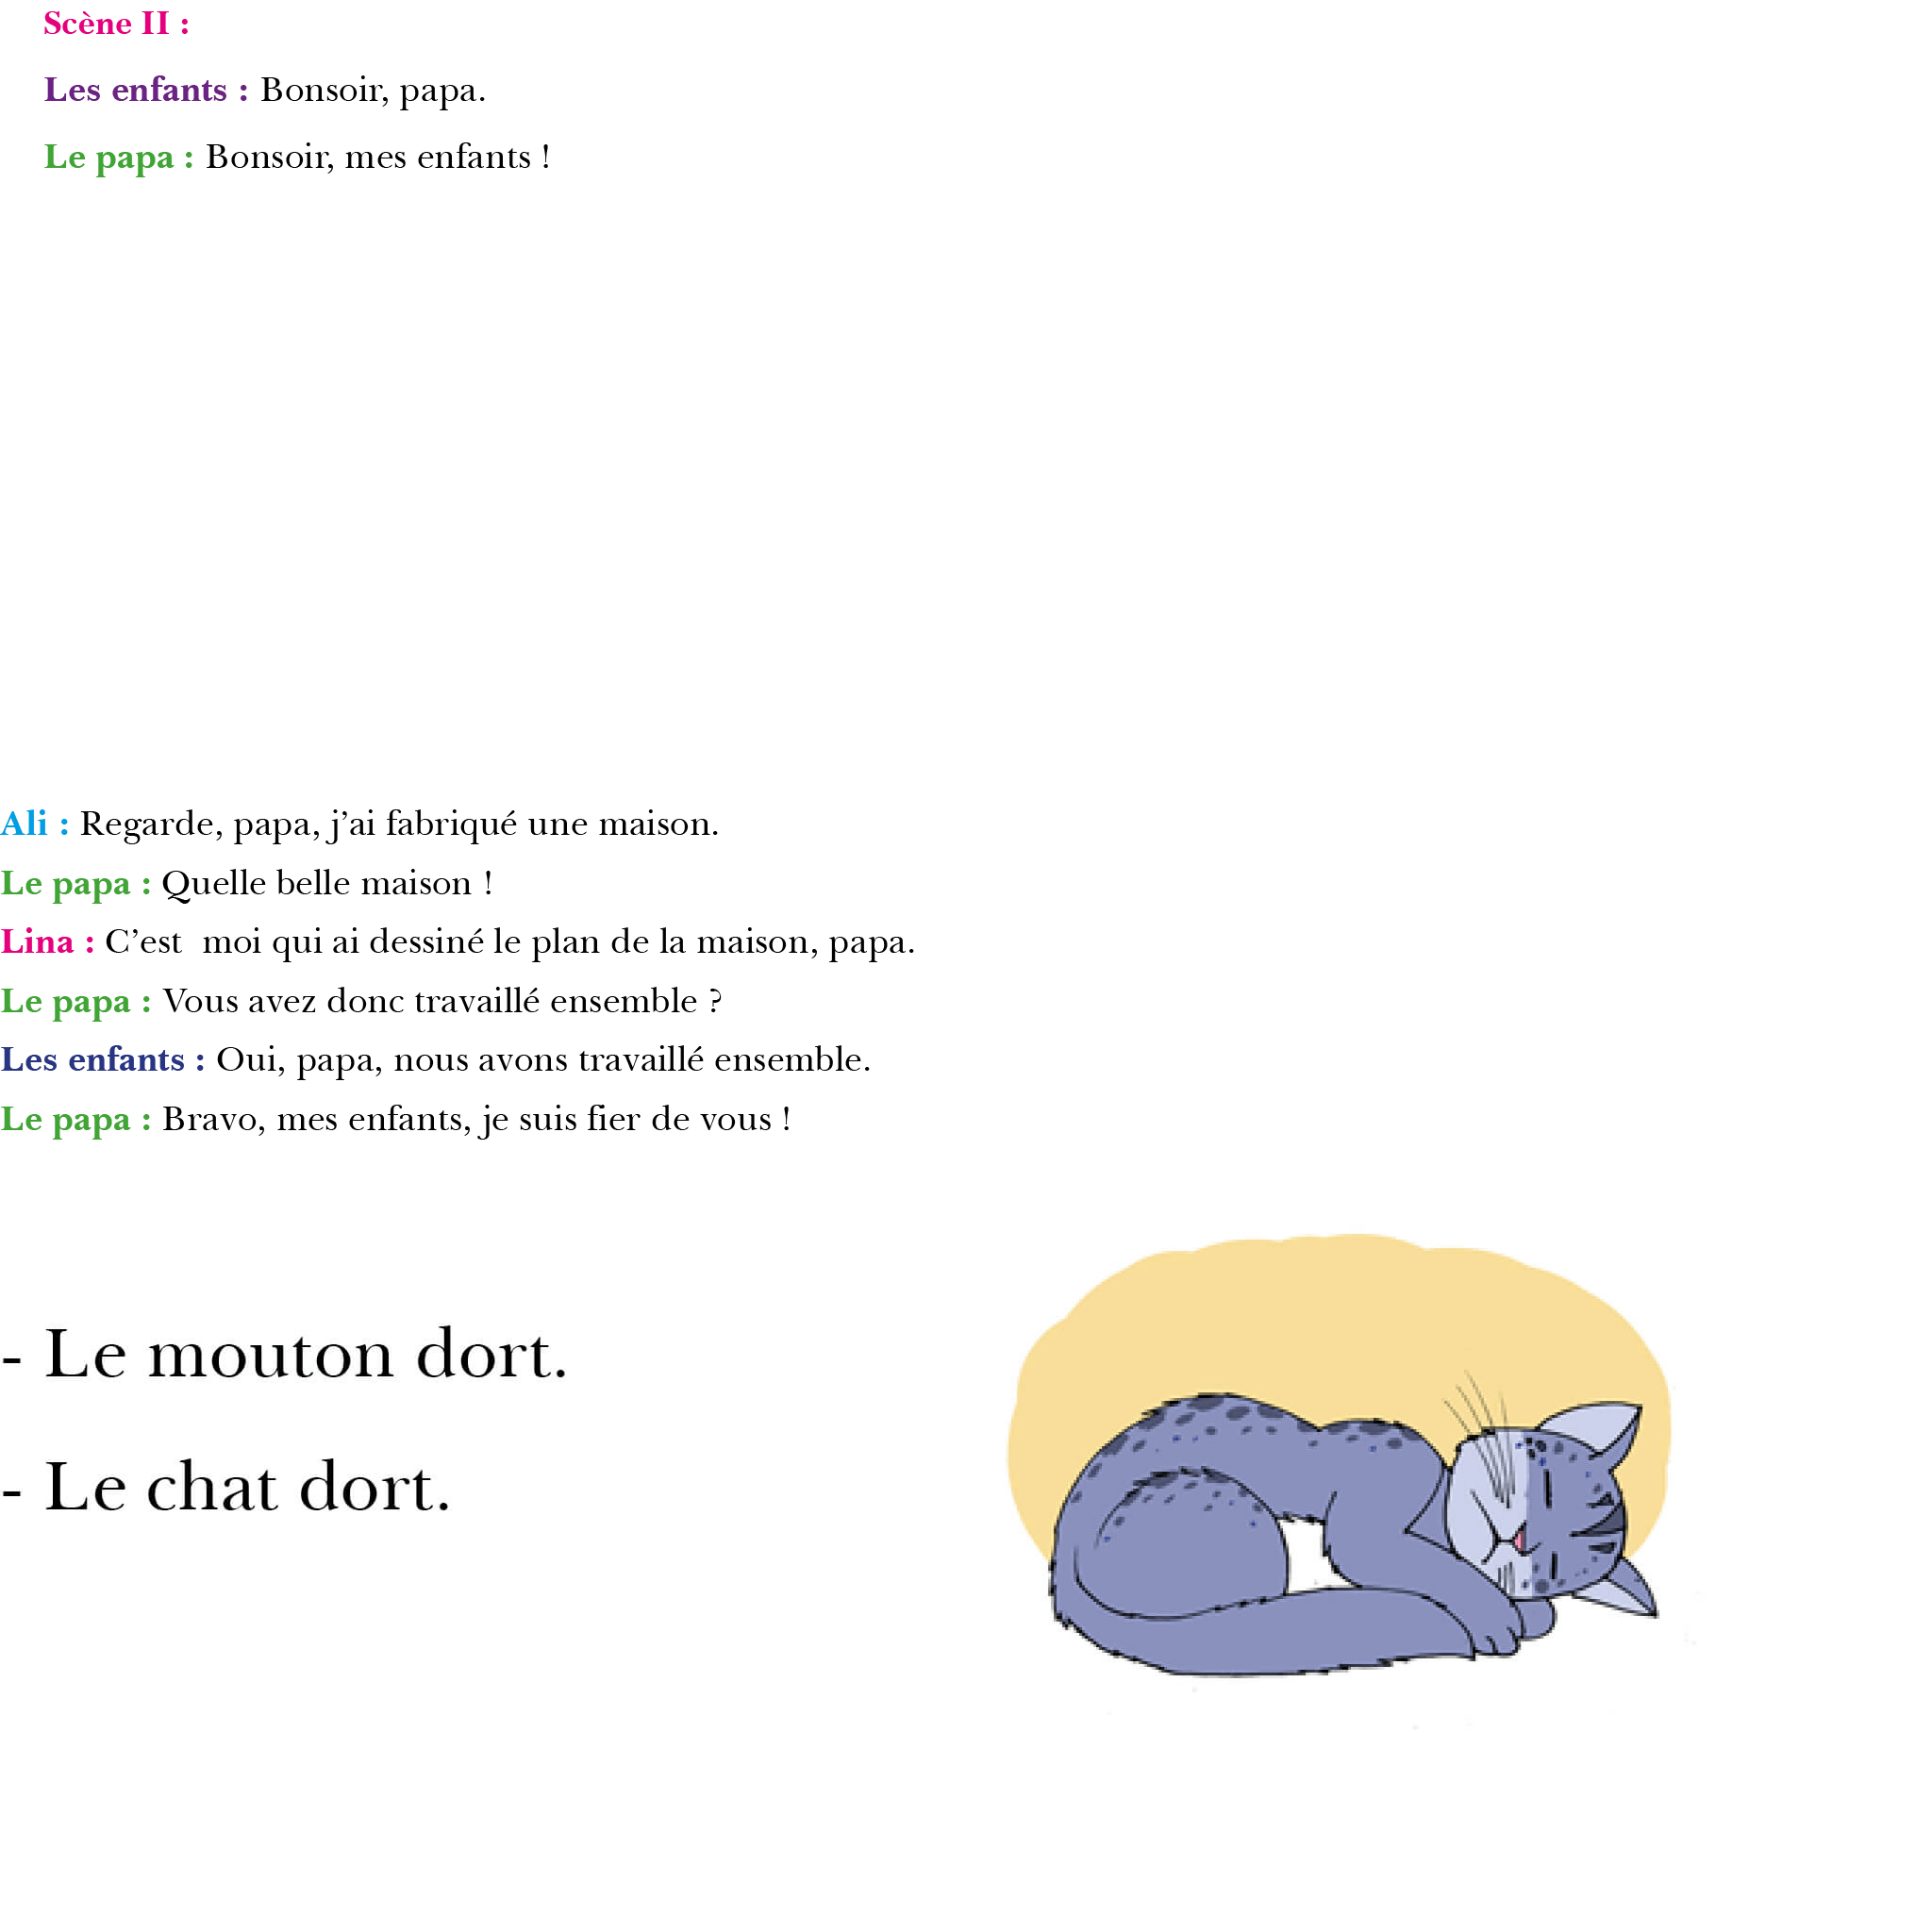 Scène II :
Les enfants : Bonsoir, papa.
Le papa : Bonsoir, mes enfants !
Ali : Regarde, papa, j’ai fabriqué une maison.
Le papa : Quelle belle maison !
Lina : C’est  moi qui ai dessiné le plan de la maison, papa.
Le papa : Vous avez donc travaillé ensemble ?
Les enfants : Oui, papa, nous avons travaillé ensemble.
Le papa : Bravo, mes enfants, je suis fier de vous !
- Le mouton dort.
- Le chat dort.